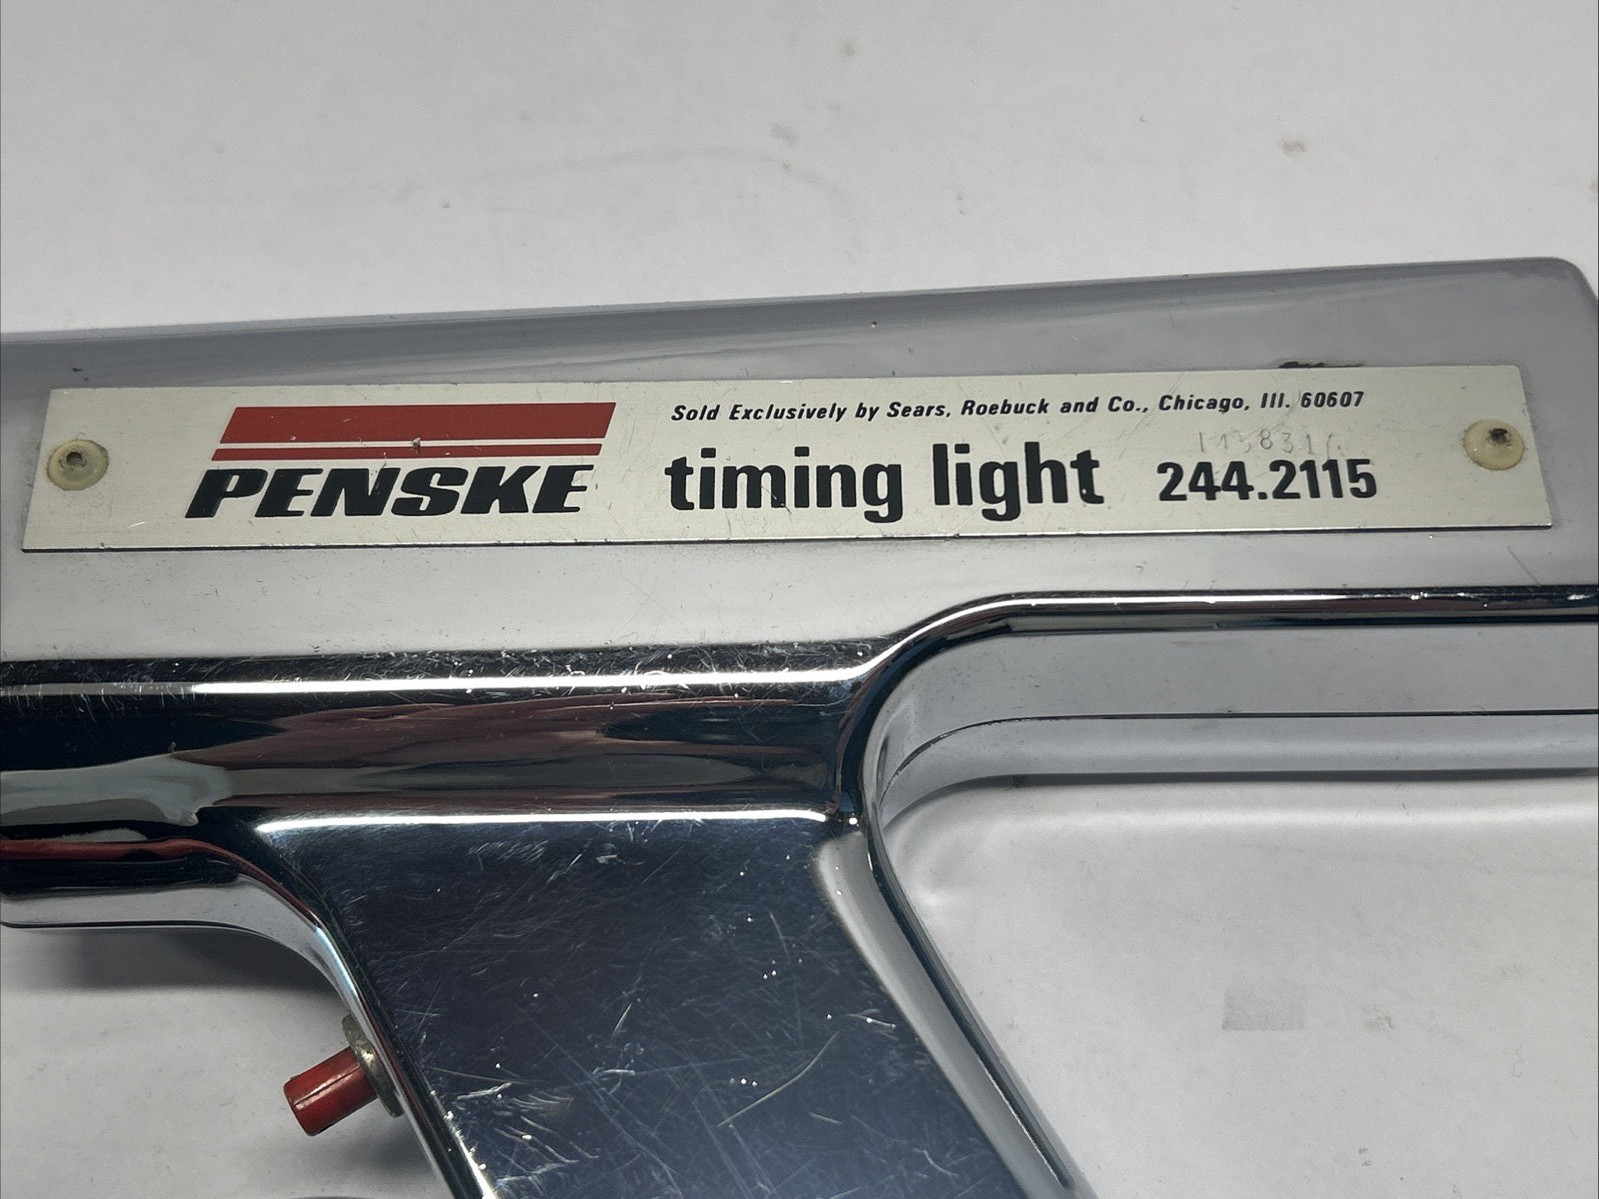 Sold Exclusively by Sears, Roebuck and Co., Chicago, Ill. 60607
PENSKE timing light 244.2115